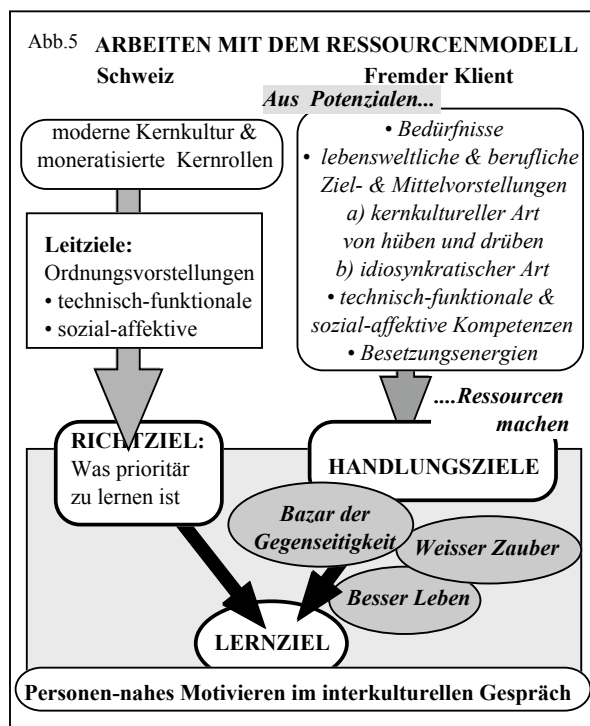 Abb.5 ARBEITEN MIT DEM RESSOURCENMODELL
Schweiz
Fremder Klient
Aus Potenzialen...
moderne Kernkultur &
moneratisierte Kernrollen
Leitziele:
Ordnungsvorstellungen
• technisch-funktionale
• sozial-affektive
• Bedürfnisse
• lebensweltliche & berufliche
Ziel- & Mittelvorstellungen
a) kernkultureller Art
von hüben und drüben
b) idiosynkratischer Art
• technisch-funktionale &
sozial-affektive Kompetenzen
• Besetzungsenergien
....Ressourcen
machen
RICHTZIEL:
Was prioritär
zu lernen ist
HANDLUNGSZIELE
Bazar der
Gegenseitigkeit
Weisser Zauber
Besser Leben
LERNZIEL
Personen-nahes Motivieren im interkulturellen Gespräch